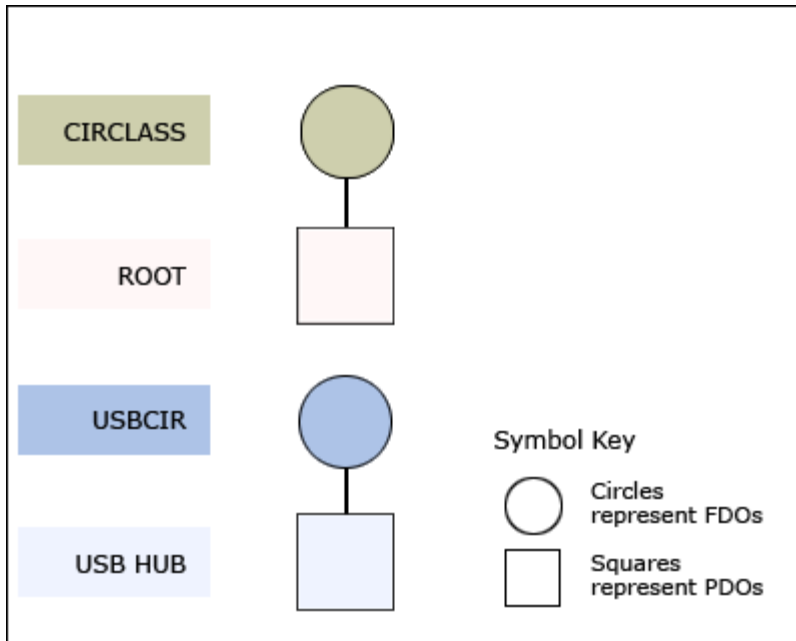 CIRCLASS
ROOT
USBCIR
USB HUB
Symbol Key
Circles
represent FDOs
Squares
represent PDOs